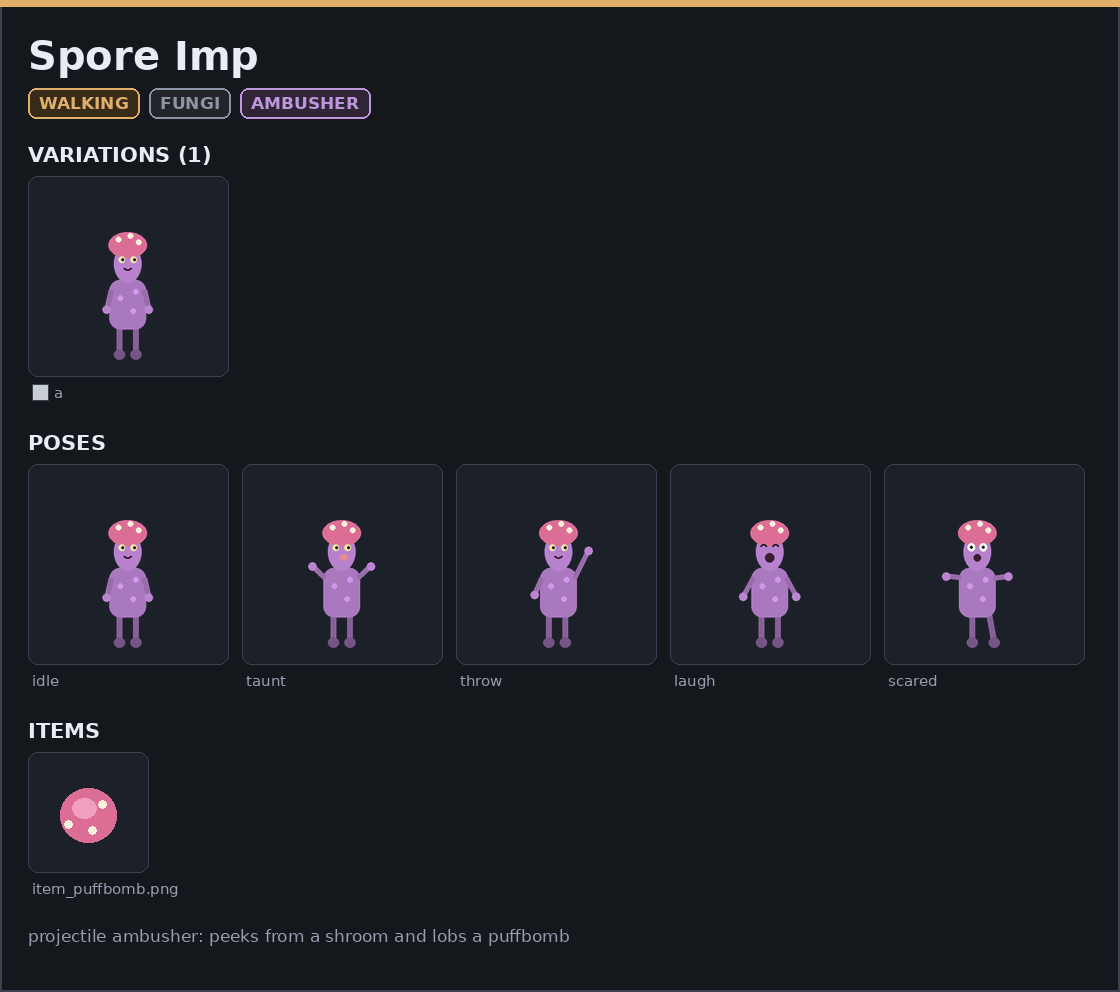 Spore Imp
WALKING FUNGI AMBUSHER
VARIATIONS (1)
a
POSES
idle taunt throw laugh scared
ITEMS
item_puffbomb.png
projectile ambusher: peeks from a shroom and lobs a puffbomb